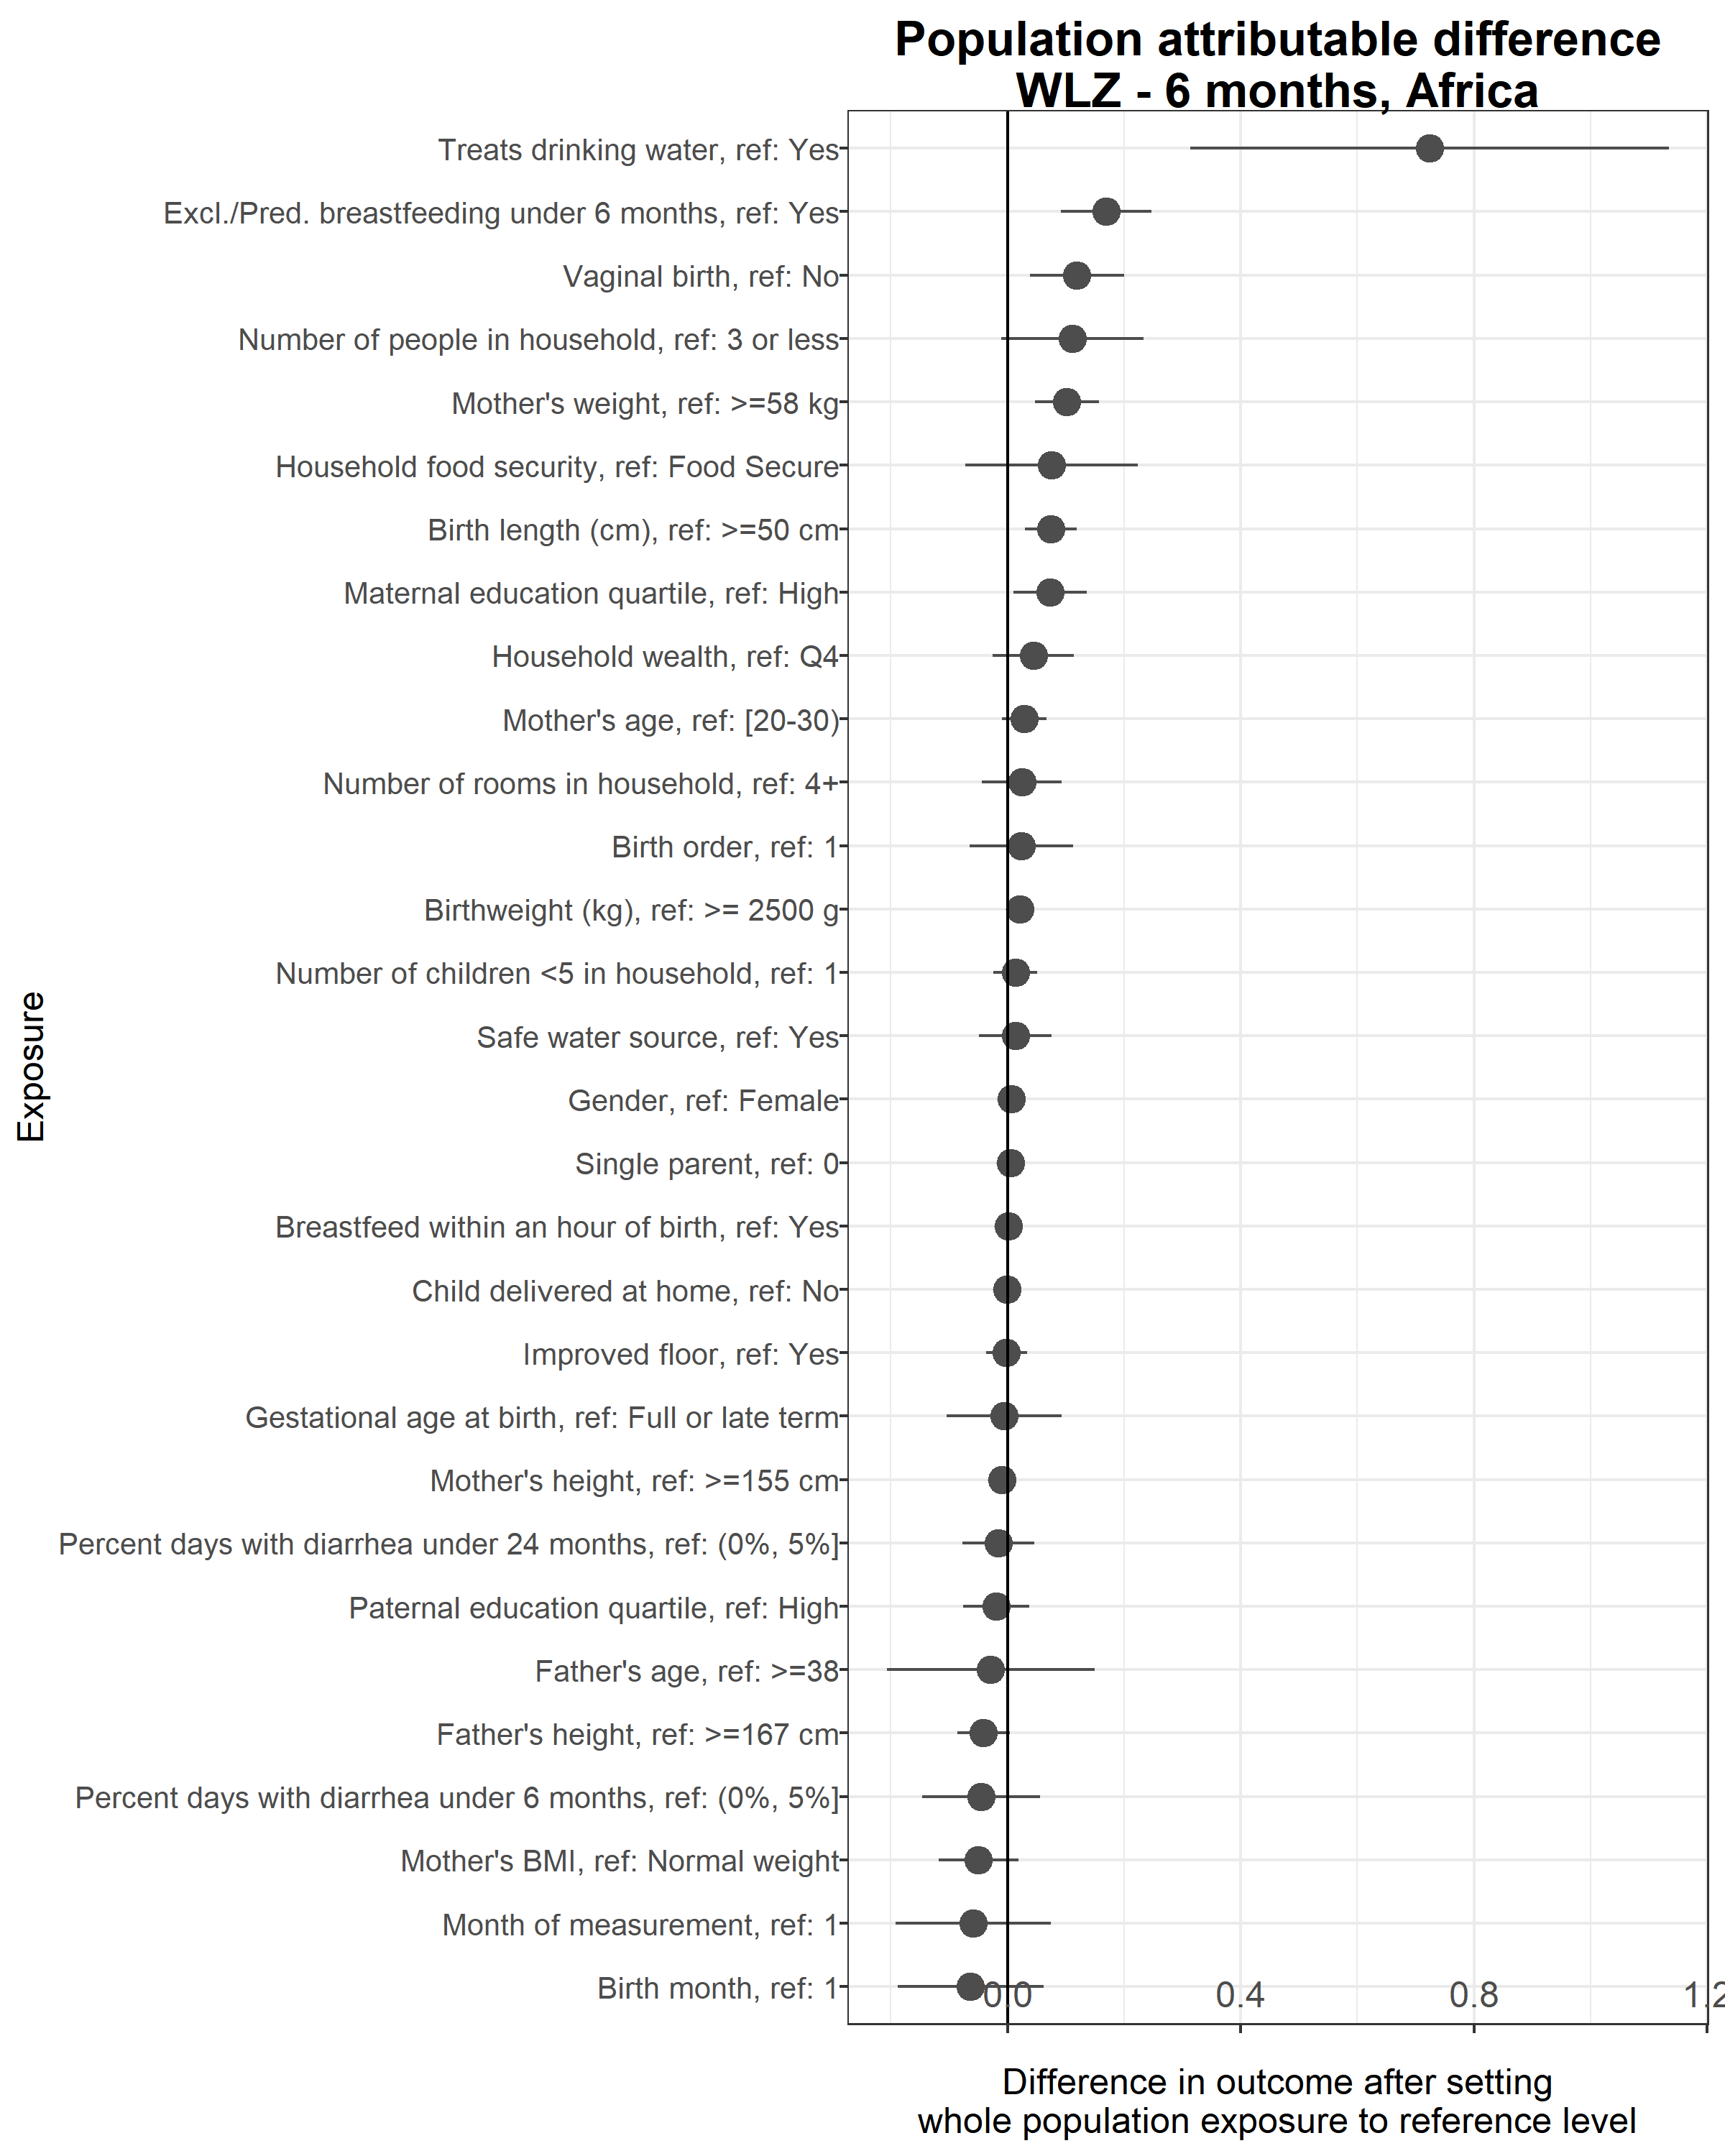 Population attributable difference
WLZ - 6 months, Africa
Treats drinking water, ref: Yes
Excl./Pred. breastfeeding under 6 months, ref: Yes
Vaginal birth, ref: No
Number of people in household, ref: 3 or less
Mother's weight, ref: >=58 kg
Household food security, ref: Food Secure
Birth length (cm), ref: >=50 cm
Maternal education quartile, ref: High
Household wealth, ref: Q4
Mother's age, ref: [20-30)
Number of rooms in household, ref: 4+
Birth order, ref: 1
Birthweight (kg), ref: >= 2500 g
Number of children <5 in household, ref: 1
Safe water source, ref: Yes
Gender, ref: Female
Single parent, ref: 0
Breastfeed within an hour of birth, ref: Yes
Child delivered at home, ref: No
Improved floor, ref: Yes
Gestational age at birth, ref: Full or late term
Mother's height, ref: >=155 cm
Percent days with diarrhea under 24 months, ref: (0%, 5%]
Paternal education quartile, ref: High
Father's age, ref: >=38
Father's height, ref: >=167 cm
Percent days with diarrhea under 6 months, ref: (0%, 5%]
Mother's BMI, ref: Normal weight
Month of measurement, ref: 1
Birth month, ref: 1
Exposure
0.0 0.4 0.8 1.2
Difference in outcome after setting
whole population exposure to reference level